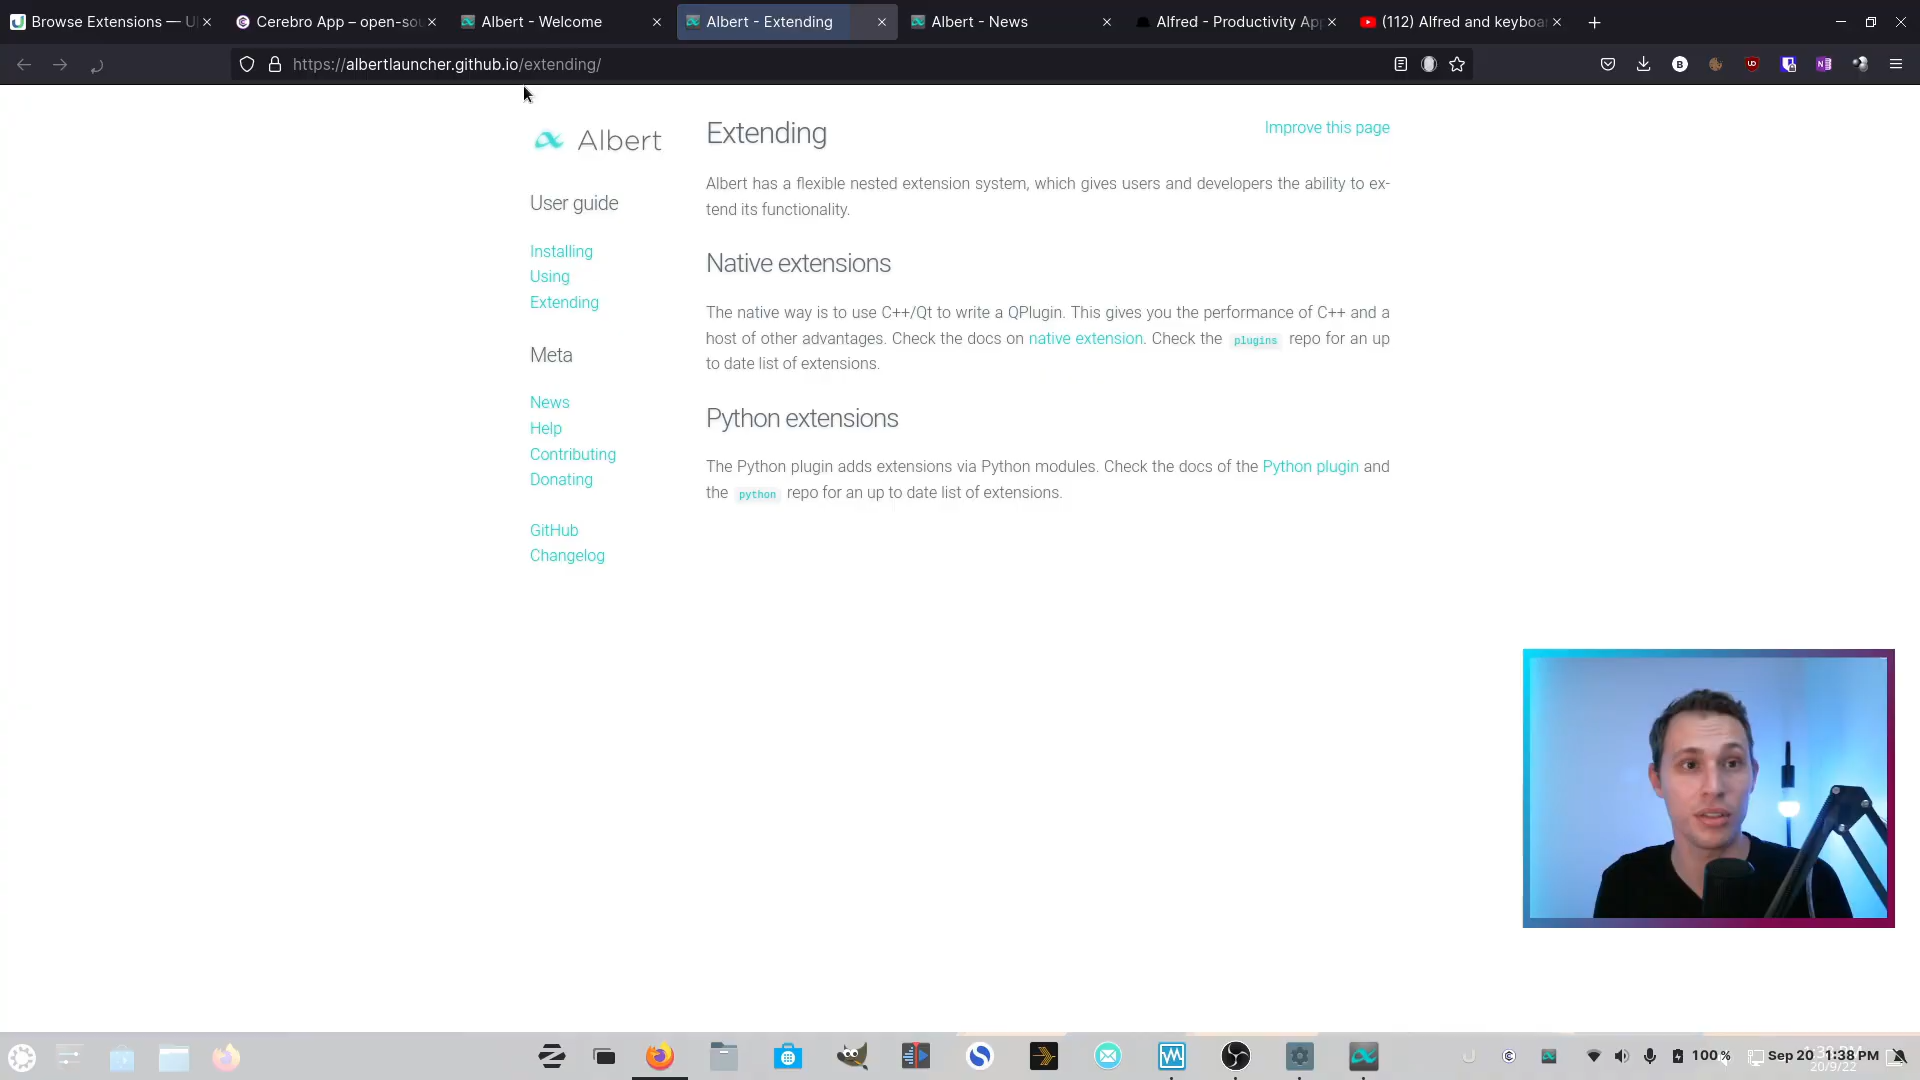 Browse Extensions — U
Cerebro App – open-sou
Albert - Welcome
Albert - Extending
Albert - News
Alfred - Productivity App
(112) Alfred and keyboar
https://albertlauncher.github.io/extending/
Albert
User guide
Installing
Using
Extending
Meta
News
Help
Contributing
Donating
GitHub
Changelog
Extending
Improve this page
Albert has a flexible nested extension system, which gives users and developers the ability to ex-
tend its functionality.
Native extensions
The native way is to use C++/Qt to write a QPlugin. This gives you the performance of C++ and a
host of other advantages. Check the docs on native extension. Check the plugins repo for an up
to date list of extensions.
Python extensions
The Python plugin adds extensions via Python modules. Check the docs of the Python plugin and
the python repo for an up to date list of extensions.
100%
Sep 20 1:38 PM
20/9/22